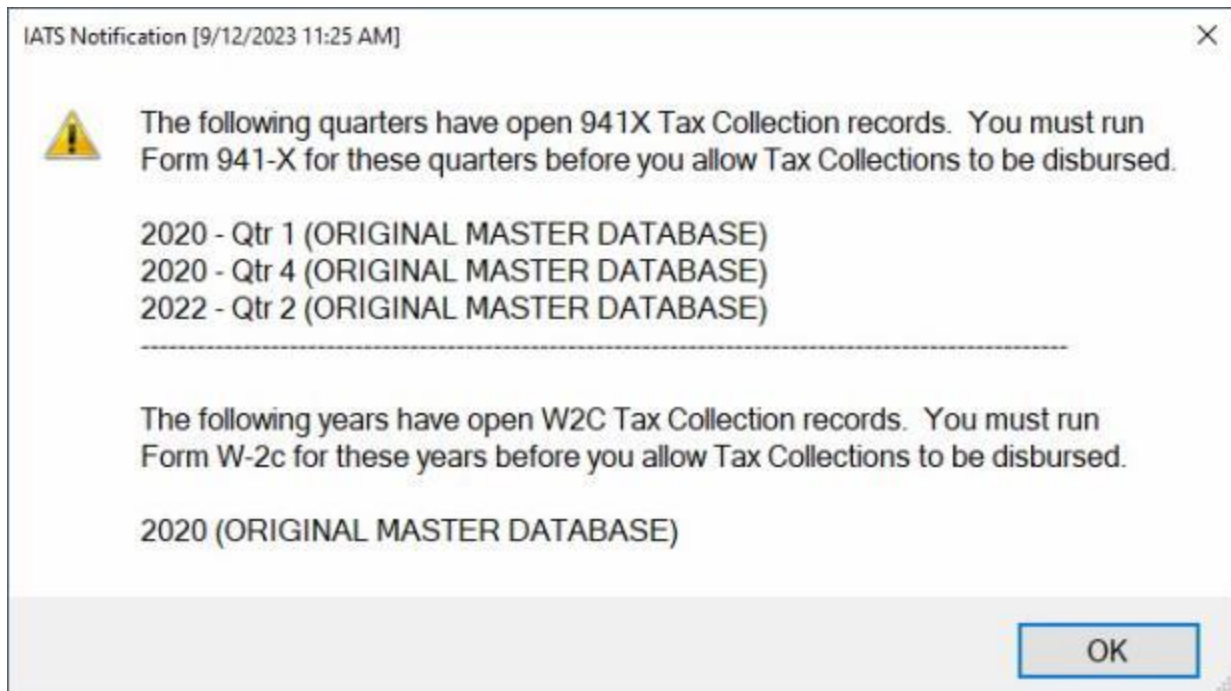 IATS Notification [9/12/2023 11:25 AM]
The following quarters have open 941X Tax Collection records.  You must run
Form 941-X for these quarters before you allow Tax Collections to be disbursed.
2020 - Qtr 1 (ORIGINAL MASTER DATABASE)
2020 - Qtr 4 (ORIGINAL MASTER DATABASE)
2022 - Qtr 2 (ORIGINAL MASTER DATABASE)
The following years have open W2C Tax Collection records.  You must run
Form W-2c for these years before you allow Tax Collections to be disbursed.
2020 (ORIGINAL MASTER DATABASE)
OK